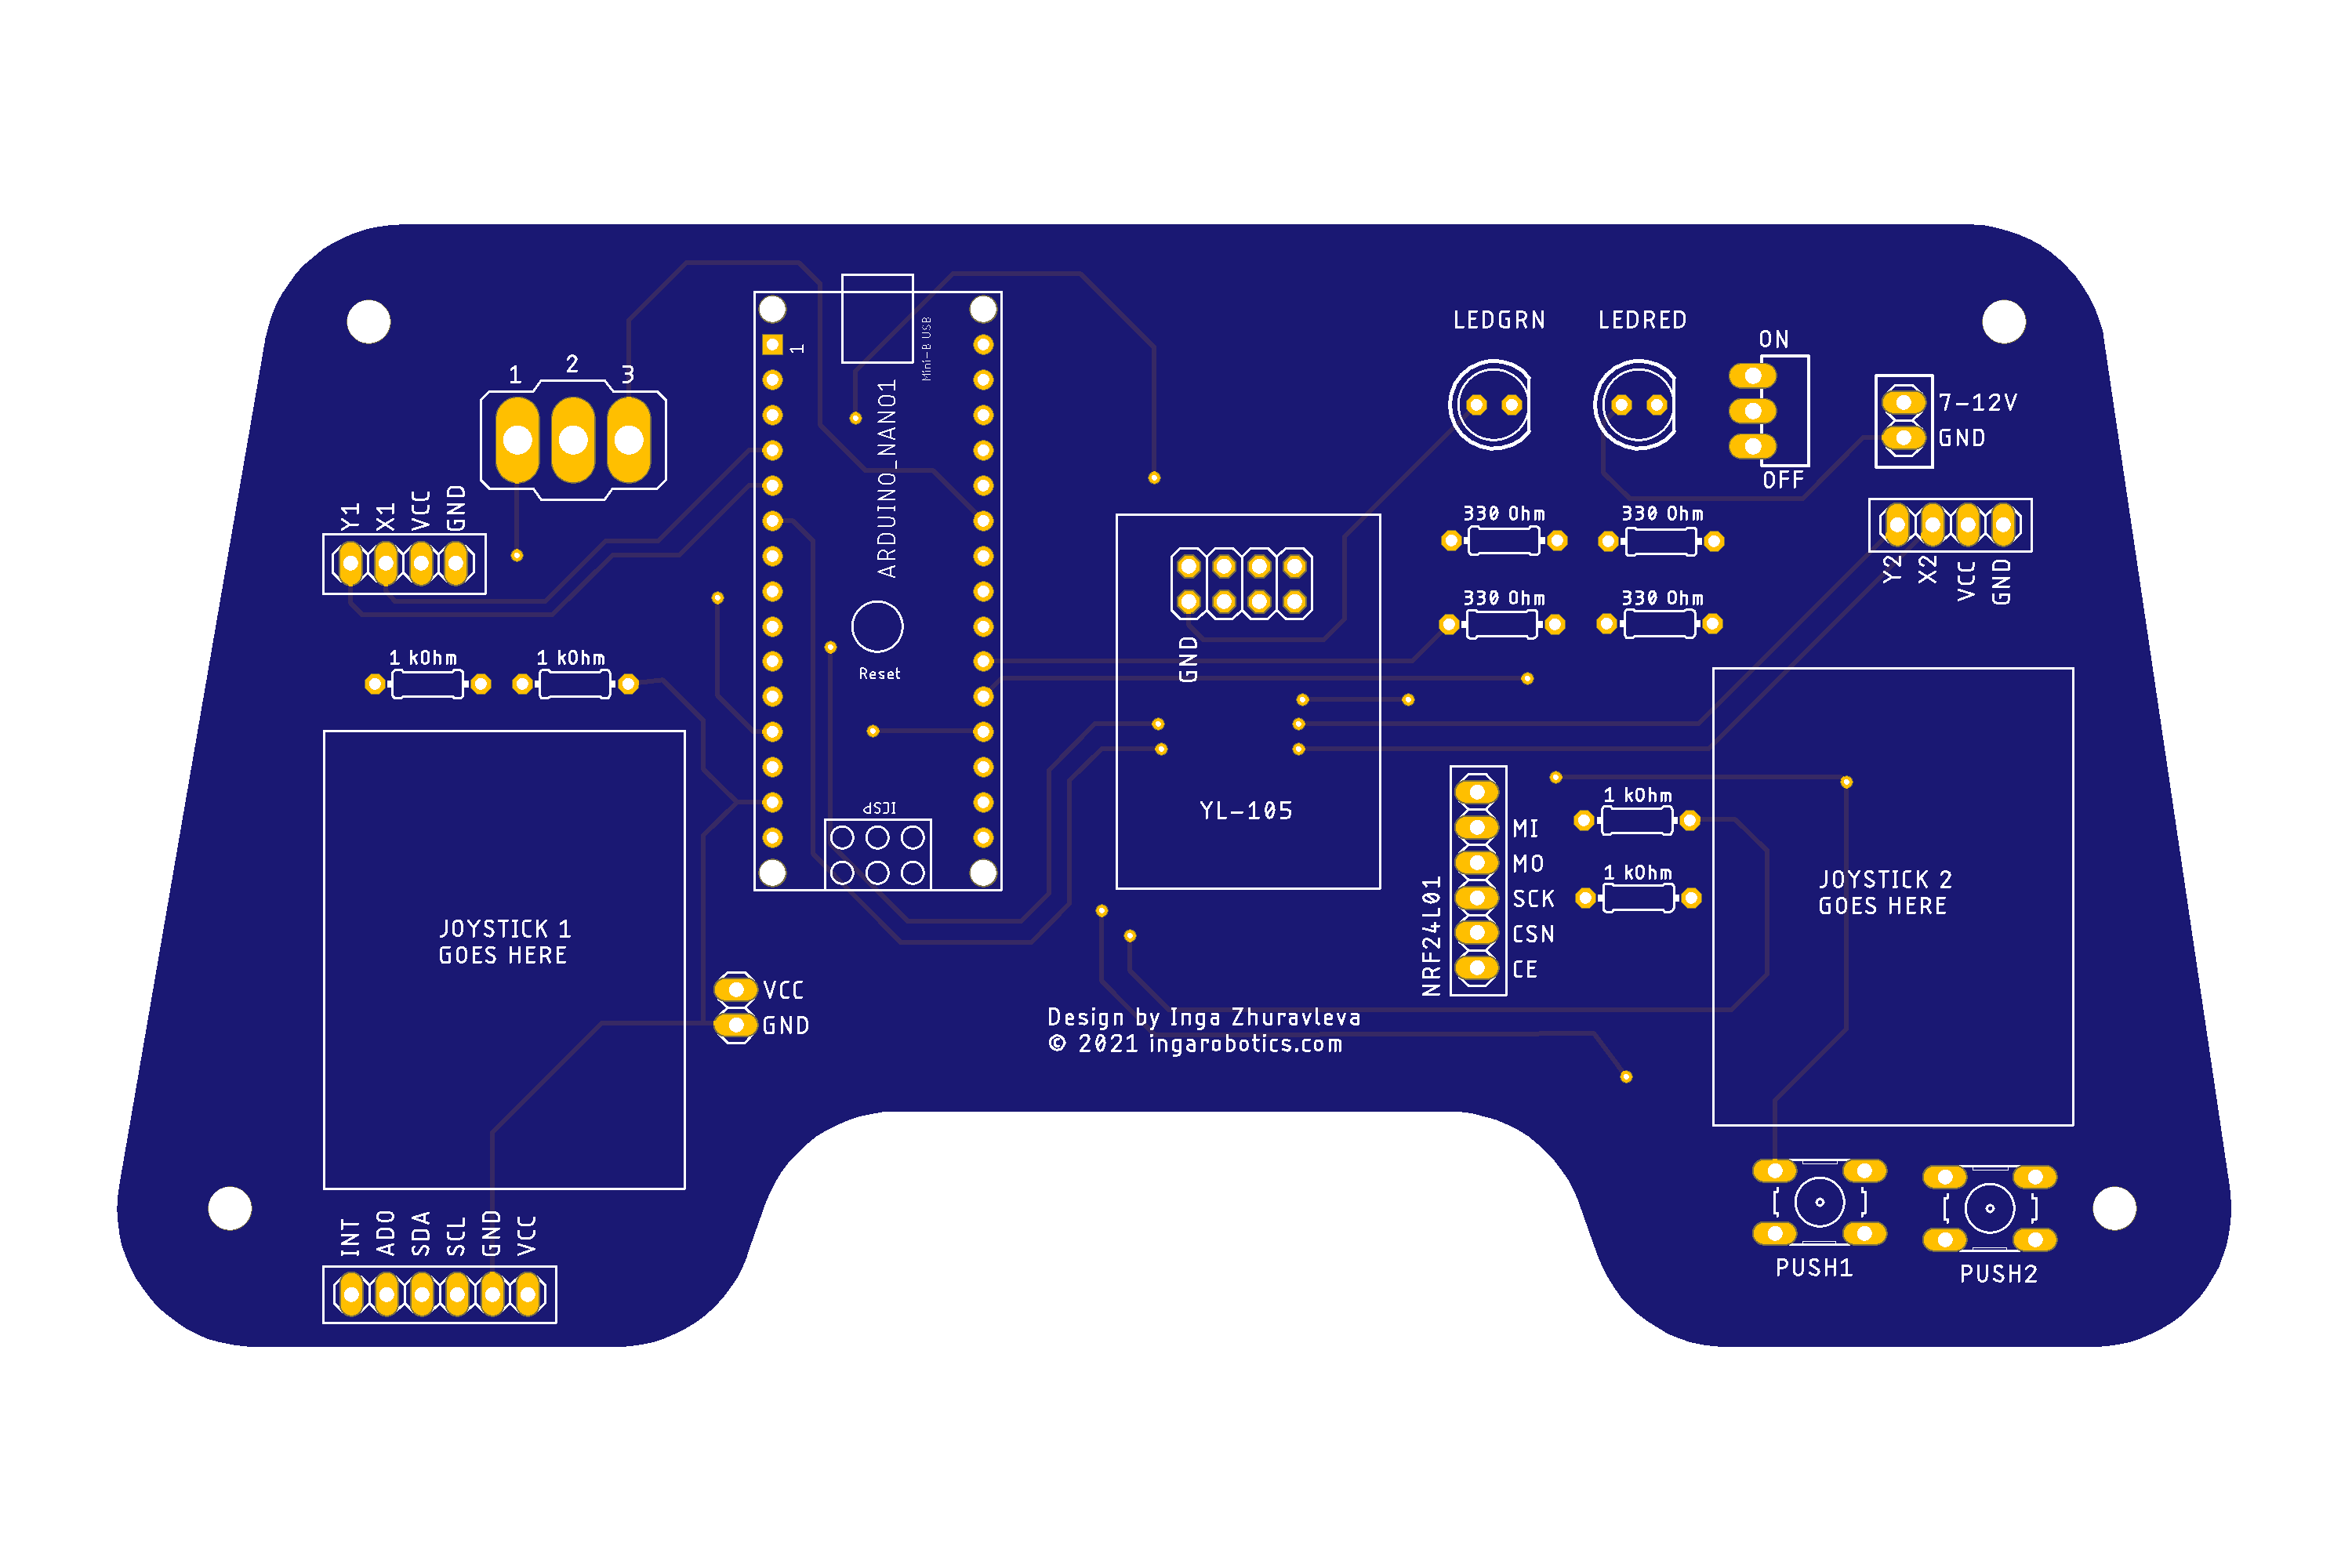 LEDGRN
LEDRED
ON
OFF
7-12V
GND
1
2
3
1
Mini-B USB
ARDUINO_NANO1
Reset
ICSP
Y1
X1
VCC
GND
330 Ohm
330 Ohm
330 Ohm
330 Ohm
Y2
X2
VCC
GND
1 kOhm
1 kOhm
GND
YL-105
NRF24L01
MI
MO
SCK
CSN
CE
1 kOhm
1 kOhm
JOYSTICK 1
GOES HERE
JOYSTICK 2
GOES HERE
VCC
GND
Design by Inga Zhuravleva
© 2021 ingarobotics.com
INT
AD0
SDA
SCL
GND
VCC
PUSH1
PUSH2